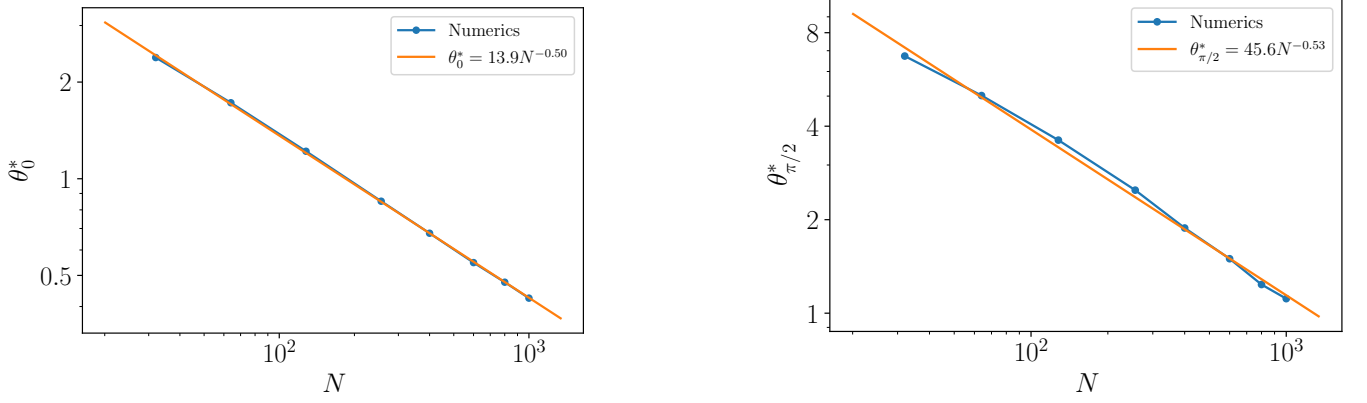 2
1
0.5
θ₀*
10²
10³
N
Numerics
θ₀* = 13.9N⁻⁰·⁵⁰
8
4
2
1
θ*_{π/2}
10²
10³
N
Numerics
θ*_{π/2} = 45.6N⁻⁰·⁵³